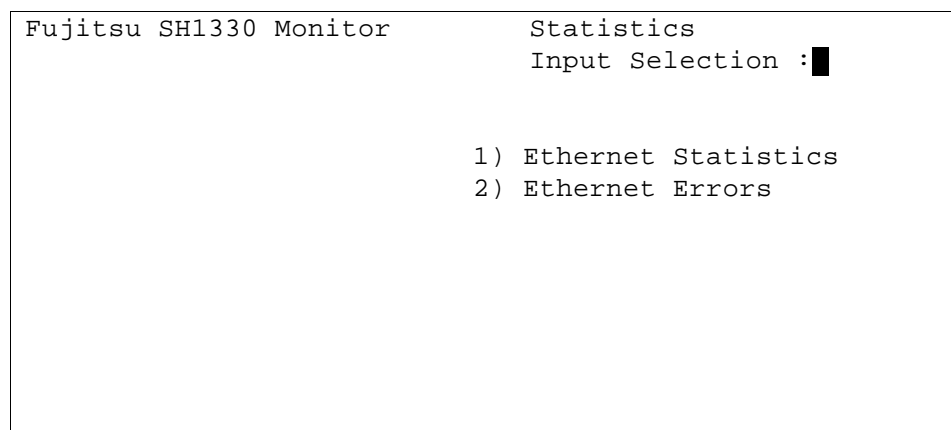 Fujitsu SH1330 Monitor Statistics
Input Selection :
1) Ethernet Statistics
2) Ethernet Errors